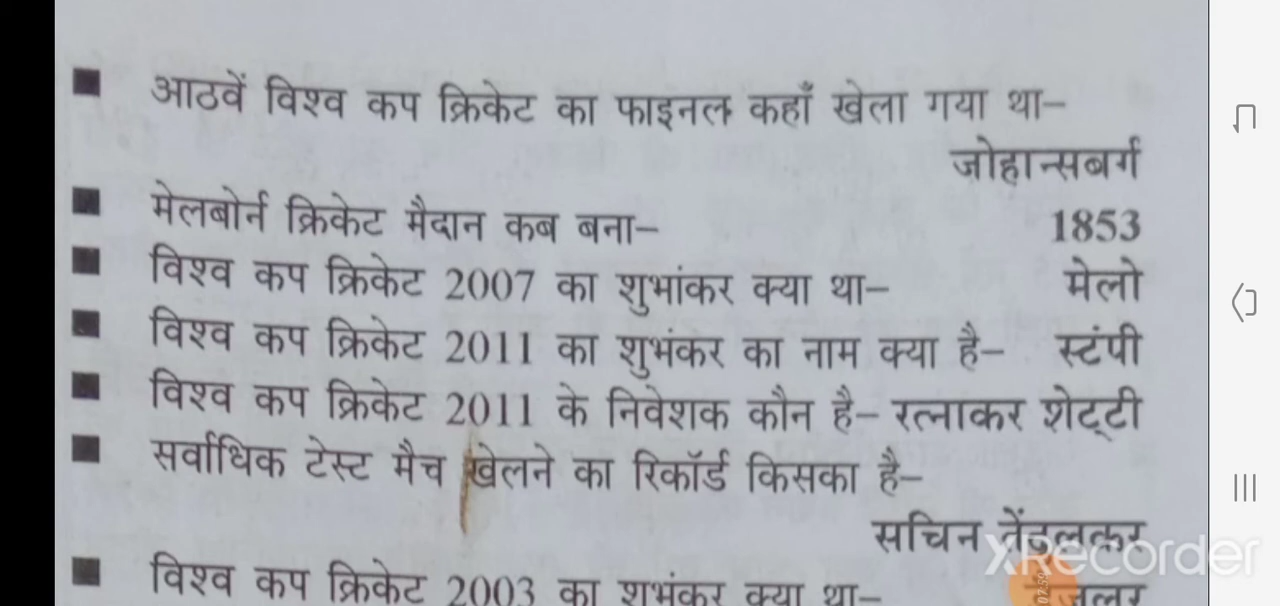 ■ आठवें विश्व कप क्रिकेट का फाइनल कहाँ खेला गया था–
जोहान्सबर्ग
■ मेलबोर्न क्रिकेट मैदान कब बना– 1853
■ विश्व कप क्रिकेट 2007 का शुभांकर क्या था– मेलो
■ विश्व कप क्रिकेट 2011 का शुभंकर का नाम क्या है– स्टंपी
■ विश्व कप क्रिकेट 2011 के निवेशक कौन है– रत्नाकर शेट्टी
■ सर्वाधिक टेस्ट मैच खेलने का रिकॉर्ड किसका है–
सचिन तेंदुलकर
XRecorder
■ विश्व कप क्रिकेट 2003 का शुभंकर क्या था–